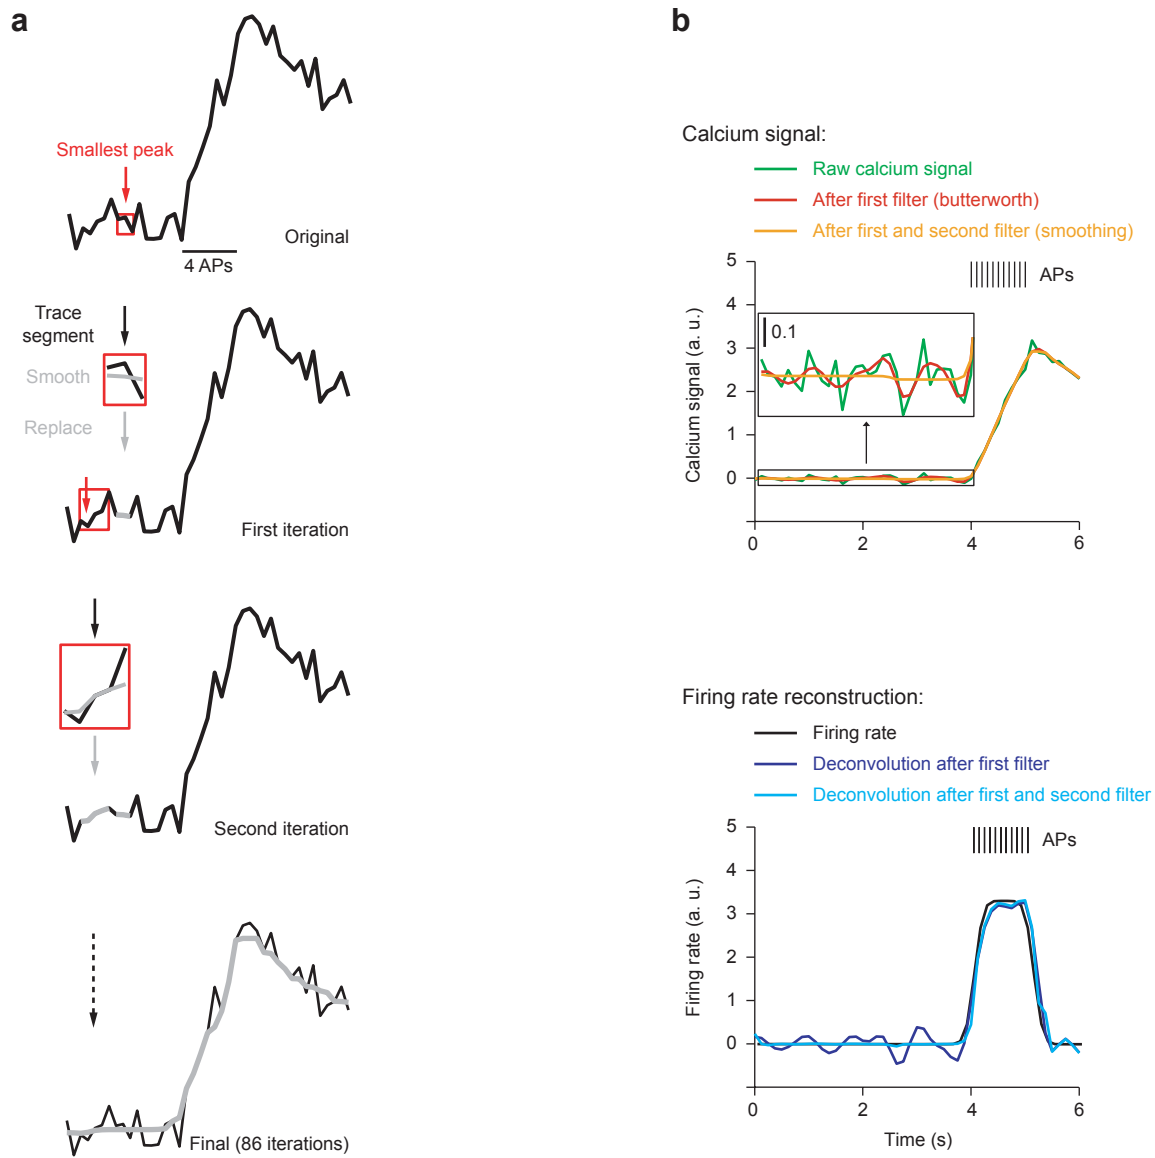 a
Smallest peak
Original
4 APs
Trace
segment
Smooth
Replace
First iteration
Second iteration
Final (86 iterations)
b
Calcium signal:
Raw calcium signal
After first filter (butterworth)
After first and second filter (smoothing)
5
4
3
2
1
0
Calcium signal (a. u.)
APs
0.1
0
2
4
6
Firing rate reconstruction:
Firing rate
Deconvolution after first filter
Deconvolution after first and second filter
5
4
3
2
1
0
Firing rate (a. u.)
APs
0
2
4
6
Time (s)